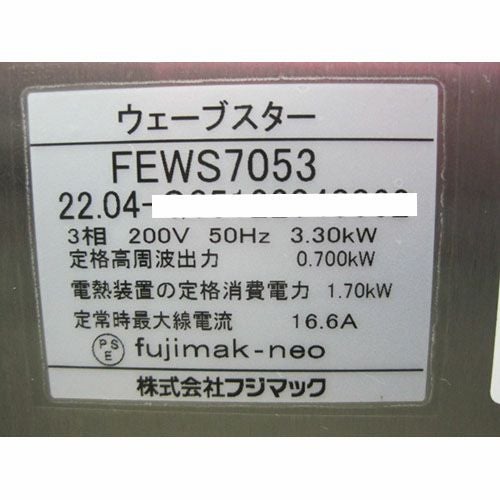 ウェーブスター
FEWS7053
22.04-
3相 200V 50Hz 3.30kW
定格高周波出力 0.700kW
電熱装置の定格消費電力 1.70kW
定常時最大線電流 16.6A
PSE fujimak-neo
株式会社フジマック